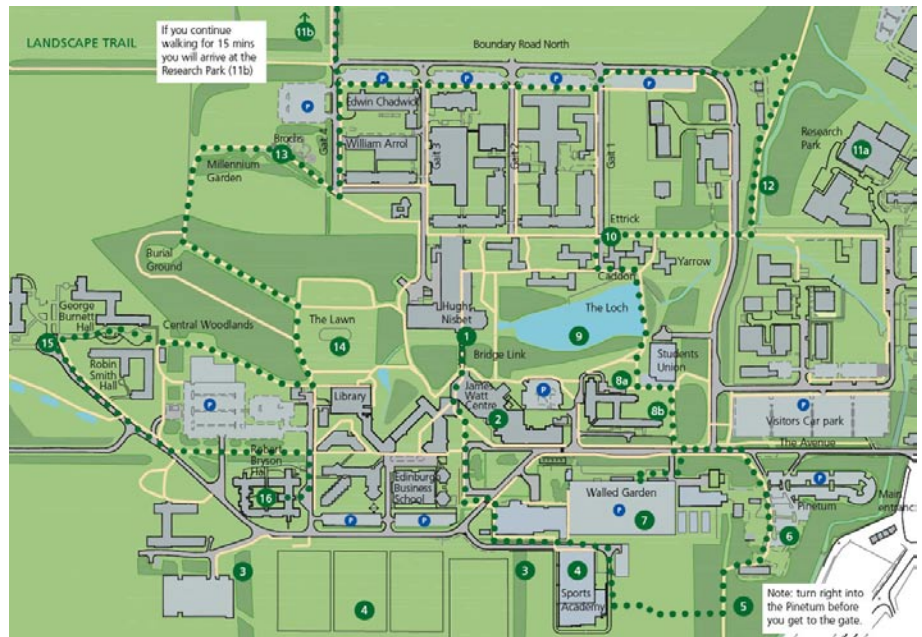 LANDSCAPE TRAIL
If you continue
walking for 15 mins
you will arrive at the
Research Park (11b)
11b
Boundary Road North
P
P
P
P
P
P
Edwin Chadwick
Gait 4
Gait 3
Gait 2
Gait 1
William Arrol
Brodie
13
Millennium
Garden
Research
Park
11a
12
Ettrick
10
Yarrow
Caddon
Burial
Ground
George
Burnett
Hall
Central Woodlands
The Lawn
14
Hugh
Nisbet
1
Bridge Link
The Loch
9
Students
Union
15
Robin
Smith
Hall
P
Library
James
Watt
Centre
2
P
8a
8b
P
Visitors Car park
The Avenue
Robert
Bryson
Hall
16
Edinburgh
Business
School
P
P
Walled Garden
P
7
P
Pinetum
6
Main
3
4
3
4
Sports
Academy
5
Note: turn right into
the Pinetum before
you get to the gate.